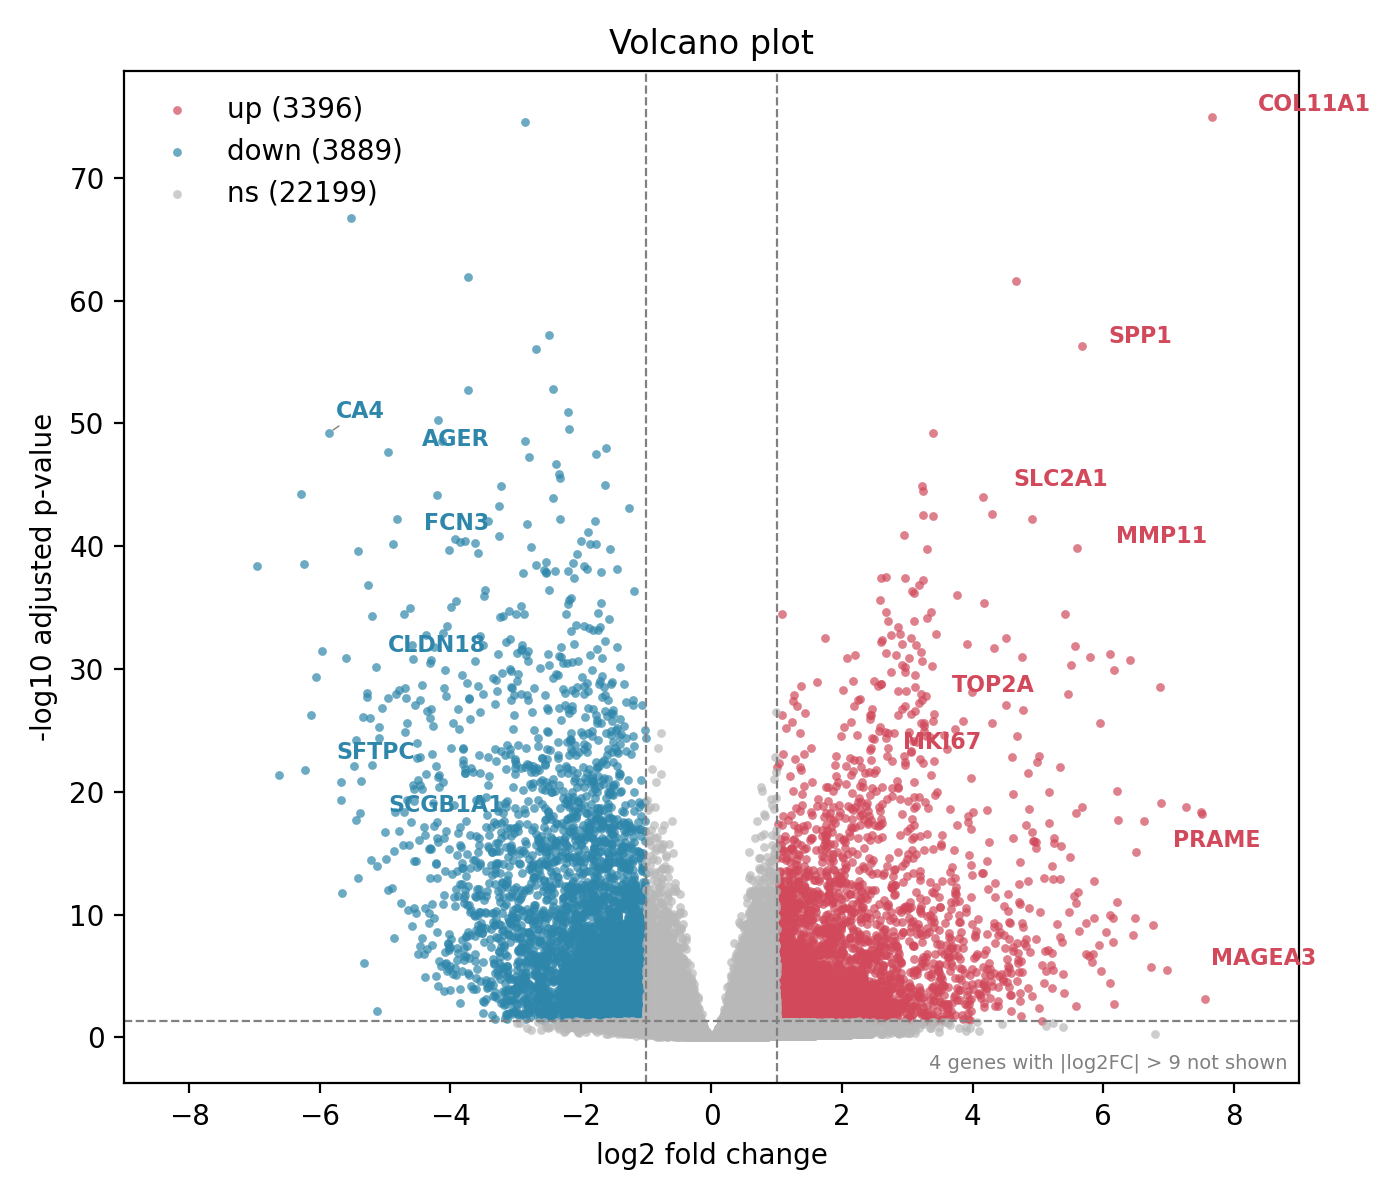 Volcano plot
up (3396)
down (3889)
ns (22199)
COL11A1
SPP1
CA4
AGER
SLC2A1
FCN3
MMP11
CLDN18
TOP2A
SFTPC
MKI67
SCGB1A1
PRAME
MAGEA3
4 genes with |log2FC| > 9 not shown
-log10 adjusted p-value
70
60
50
40
30
20
10
0
−8 −6 −4 −2 0 2 4 6 8
log2 fold change